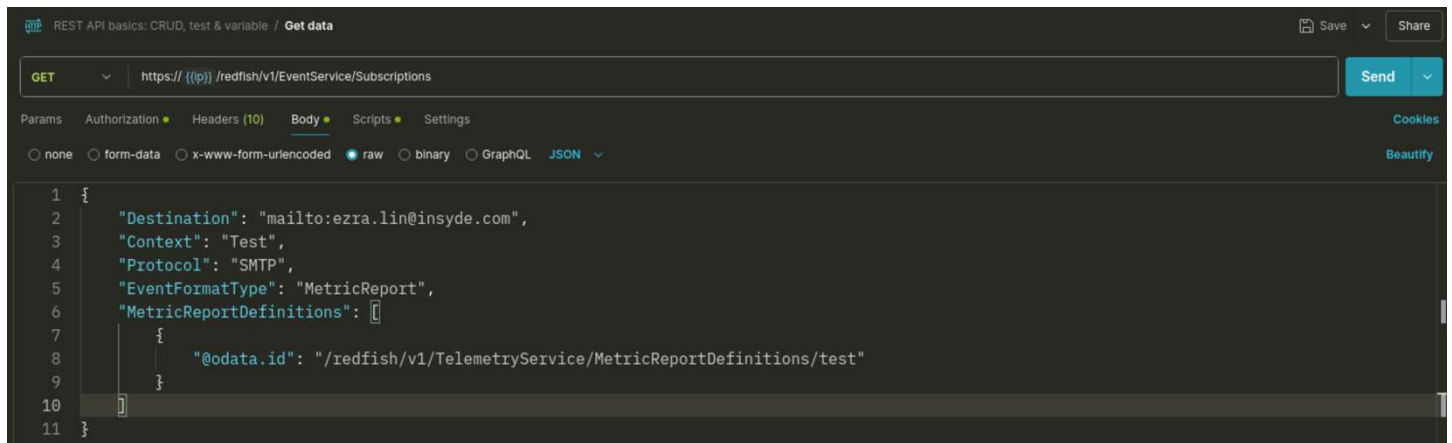 HTTP REST API basics: CRUD, test & variable / Get data Save Share
GET https:// {{ip}} /redfish/v1/EventService/Subscriptions Send
Params Authorization Headers (10) Body Scripts Settings Cookies
none form-data x-www-form-urlencoded raw binary GraphQL JSON Beautify
1 {
2 "Destination": "mailto:ezra.lin@insyde.com",
3 "Context": "Test",
4 "Protocol": "SMTP",
5 "EventFormatType": "MetricReport",
6 "MetricReportDefinitions": [
7 {
8 "@odata.id": "/redfish/v1/TelemetryService/MetricReportDefinitions/test"
9 }
10 ]
11 }